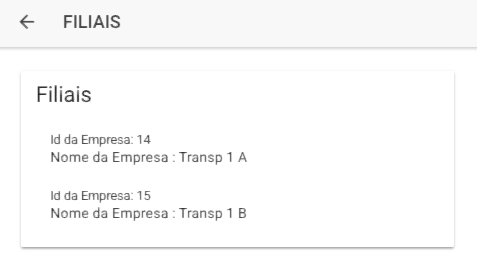 FILIAIS
Filiais
Id da Empresa: 14
Nome da Empresa : Transp 1 A
Id da Empresa: 15
Nome da Empresa : Transp 1 B